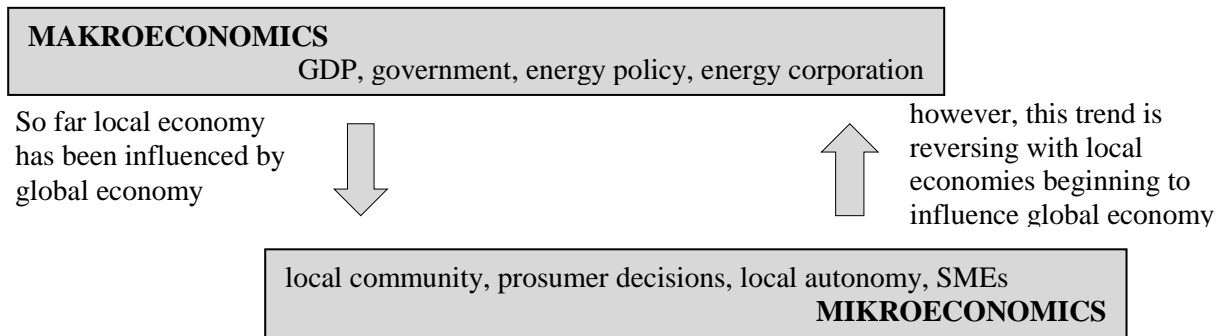 MAKROECONOMICS
GDP, government, energy policy, energy corporation
So far local economy
has been influenced by
global economy
however, this trend is
reversing with local
economies beginning to
influence global economy
local community, prosumer decisions, local autonomy, SMEs
MIKROECONOMICS